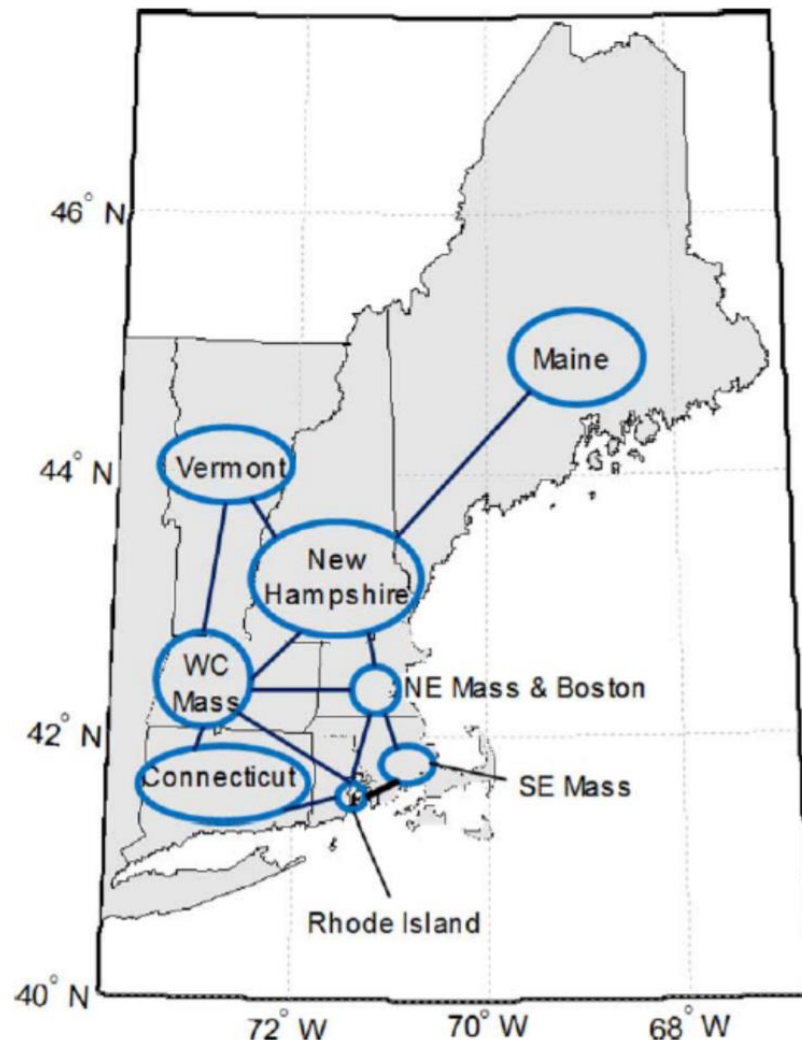 46° N
Maine
Vermont
44° N
New
Hampshire
WC
Mass
NE Mass & Boston
42° N
Connecticut
SE Mass
Rhode Island
40° N
72° W
70° W
68° W